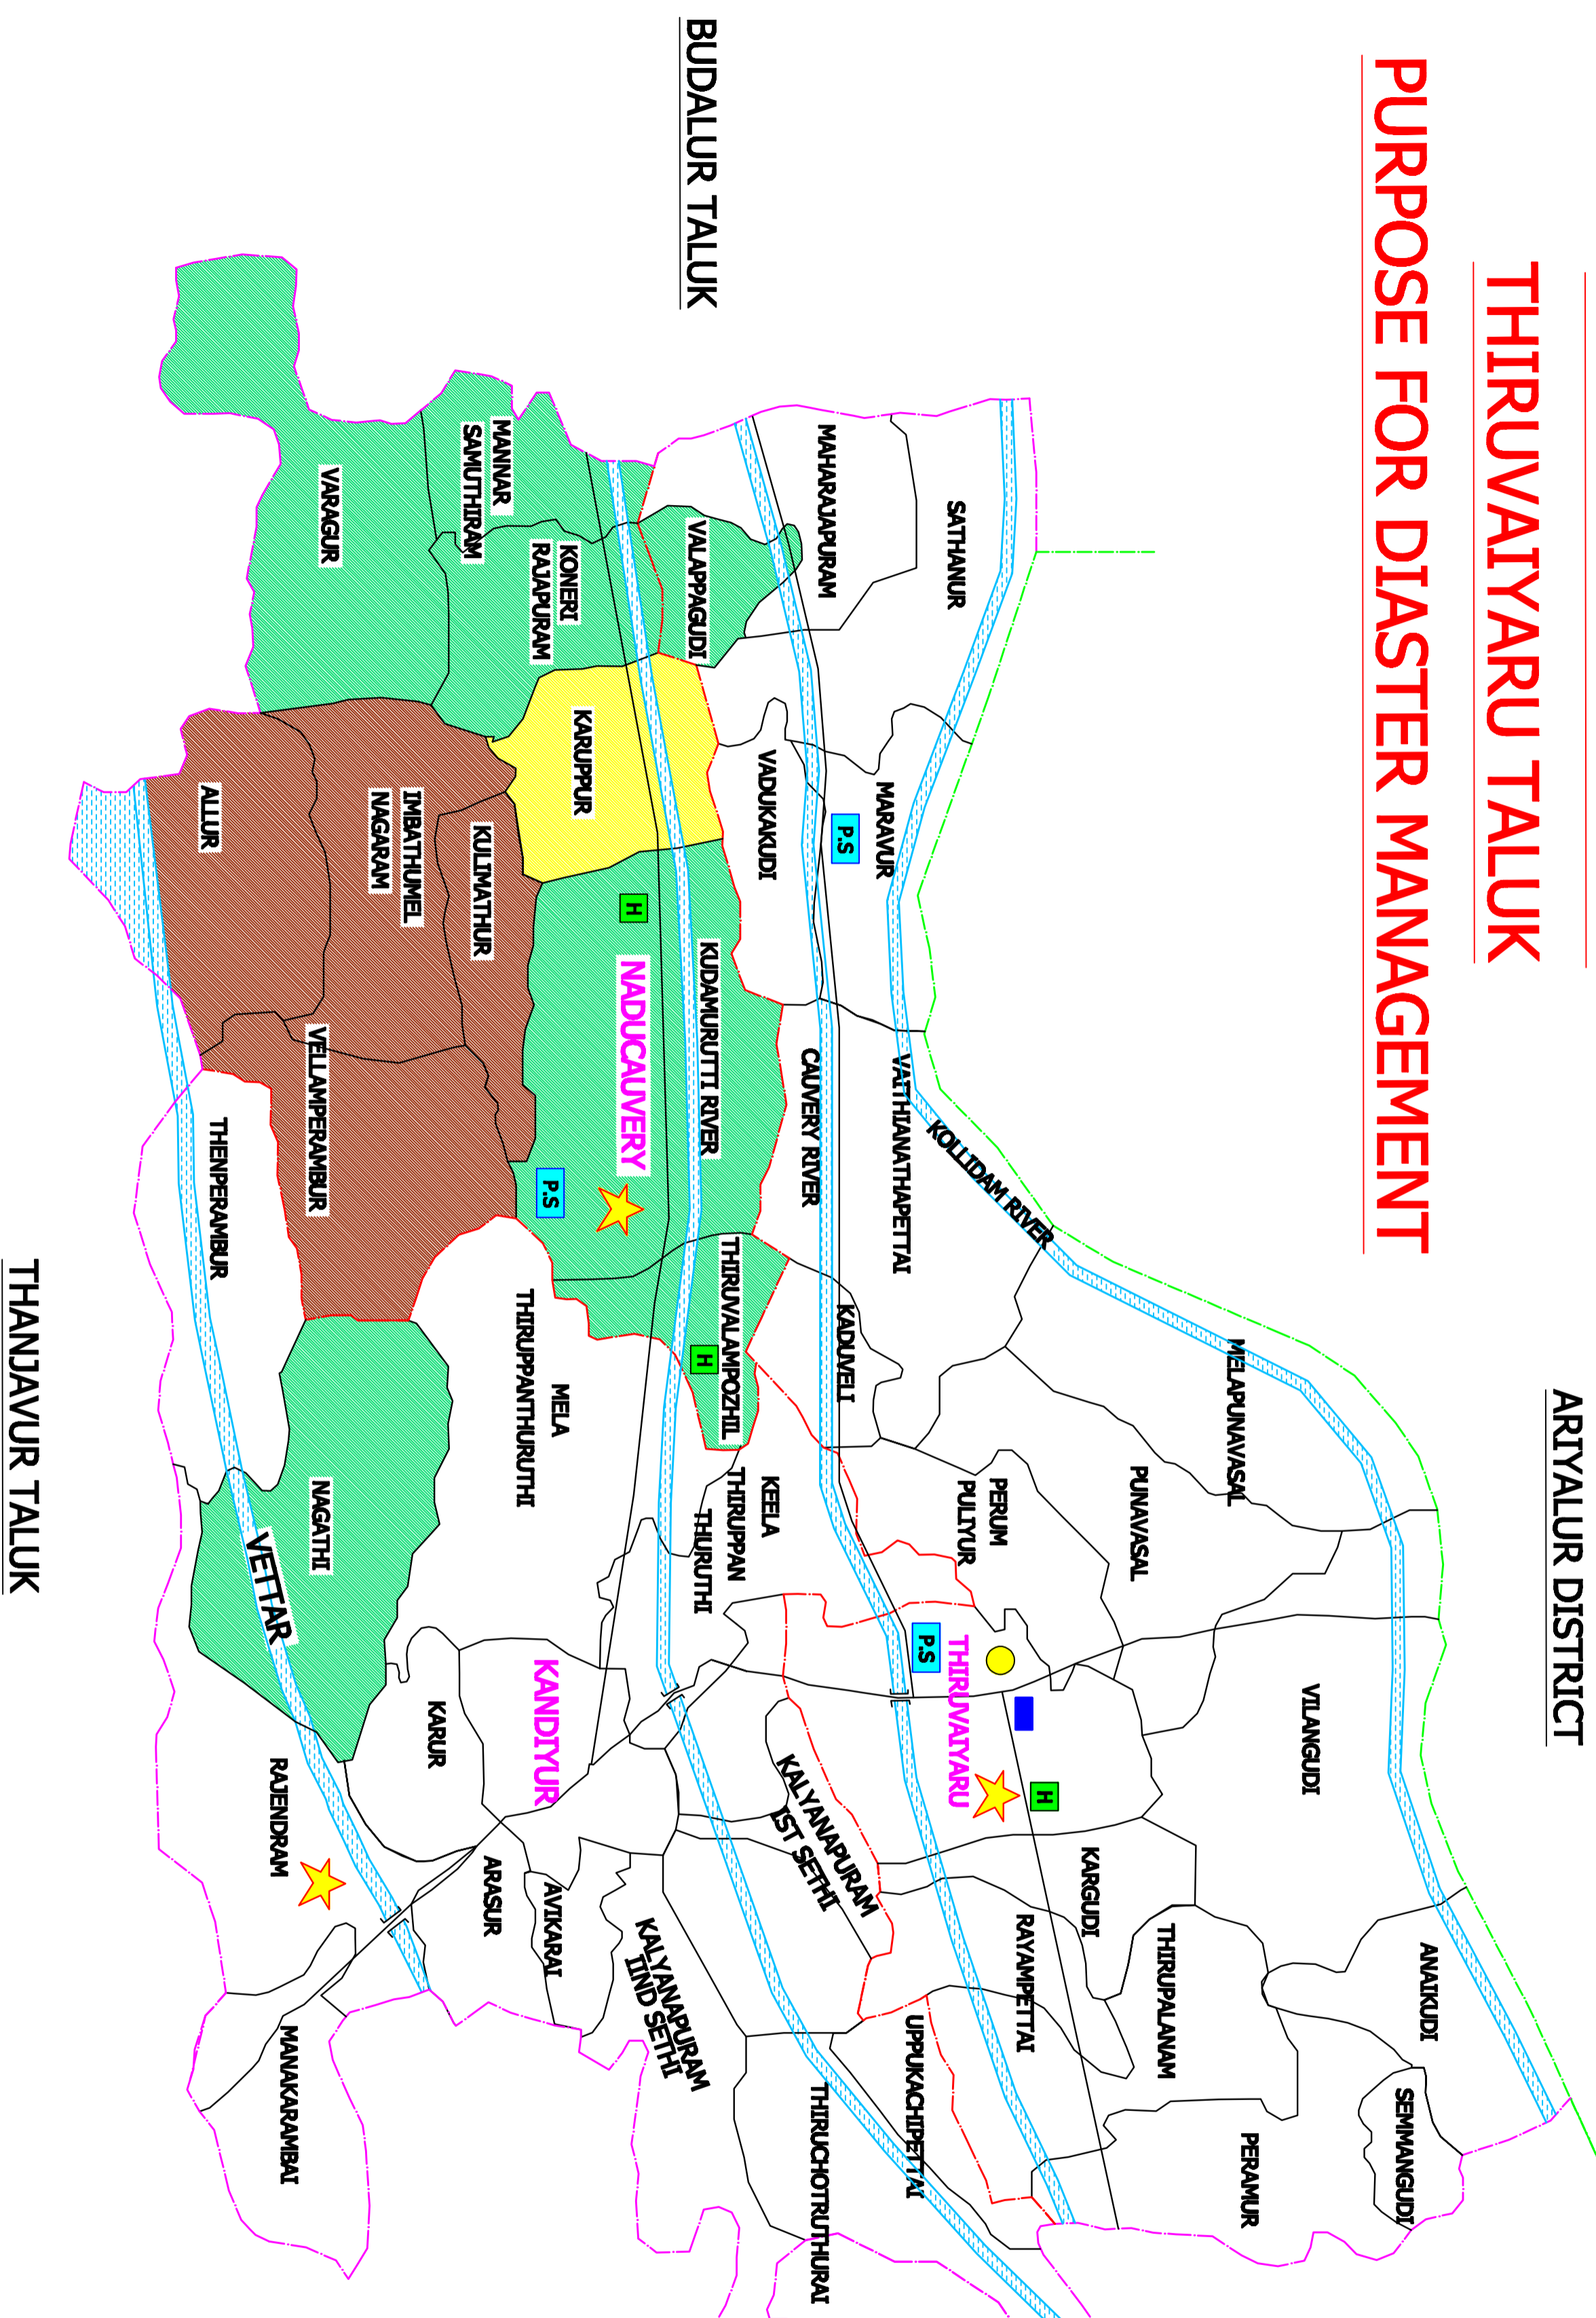 THIRUVAIYARU TALUK
PURPOSE FOR DIASTER MANAGEMENT
ARIYALUR DISTRICT
BUDALUR TALUK
THANJAVUR TALUK
SATHANUR
MAHARAJAPURAM
MARAVUR
P.S
VADUKAKUDI
VALAPPAGUDI
MANNAR
SAMUTHIRAM
KONERI
RAJAPURAM
VARAGUR
KARUPPUR
KULIMATHUR
IMBATHUMEL
NAGARAM
ALLUR
H
NADUCAUVERY
KUDAMURUTTI RIVER
CAUVERY RIVER
VAITHIANATHAPETTAI
KOLLIDAM RIVER
VELLAMPERAMBUR
THENPERAMBUR
P.S
THIRUVALAMPOZHIL
H
KADUVELI
MELAPUNAVASAL
PUNAVASAL
PERUM
PULIYUR
MELA
THIRUPPANTHURUTHI
KEELA
THIRUPPAN
THURUTHI
NAGATHI
VETTAR
P.S
THIRUVAIYARU
H
VILANGUDI
KANDIYUR
KARUR
RAJENDRAM
KALYANAPURAM
IST SETHI
KARGUDI
ARASUR
AVIKARAI
KALYANAPURAM
IIND SETHI
RAYAMPETTAI
THIRUPALANAM
ANAIKUDI
SEMMANGUDI
PERAMUR
UPPUKACHIPETTAI
THIRUCHOTRUTHURAI
MANAKARAMBAI